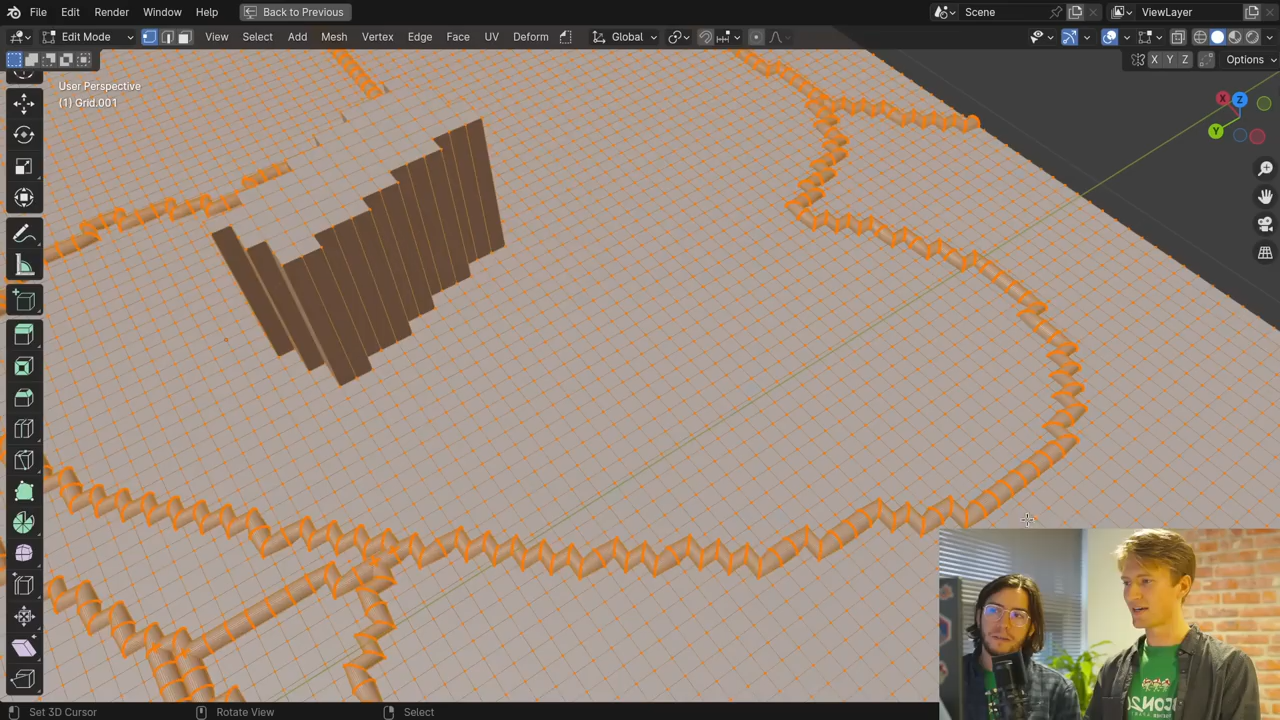 File Edit Render Window Help Back to Previous Scene ViewLayer
Edit Mode View Select Add Mesh Vertex Edge Face UV Deform Global
X Y Z Options
User Perspective
(1) Grid.001
X Z
Y
Set 3D Cursor Rotate View Select